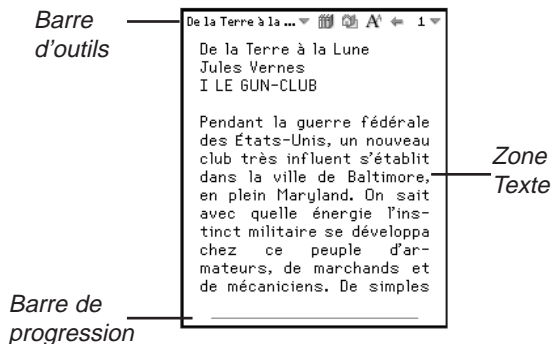 Barre
d'outils
De la Terre à la ... 1
De la Terre à la Lune
Jules Vernes
I LE GUN-CLUB
Pendant la guerre fédérale
des États-Unis, un nouveau
club très influent s'établit
dans la ville de Baltimore,
en plein Maryland. On sait
avec quelle énergie l'ins-
tinct militaire se développa
chez ce peuple d'ar-
mateurs, de marchands et
de mécaniciens. De simples
Zone
Texte
Barre de
progression